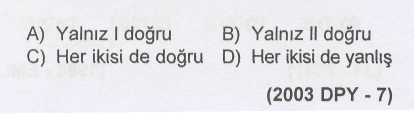 A) Yalnız I doğru B) Yalnız II doğru
C) Her ikisi de doğru D) Her ikisi de yanlış
(2003 DPY - 7)